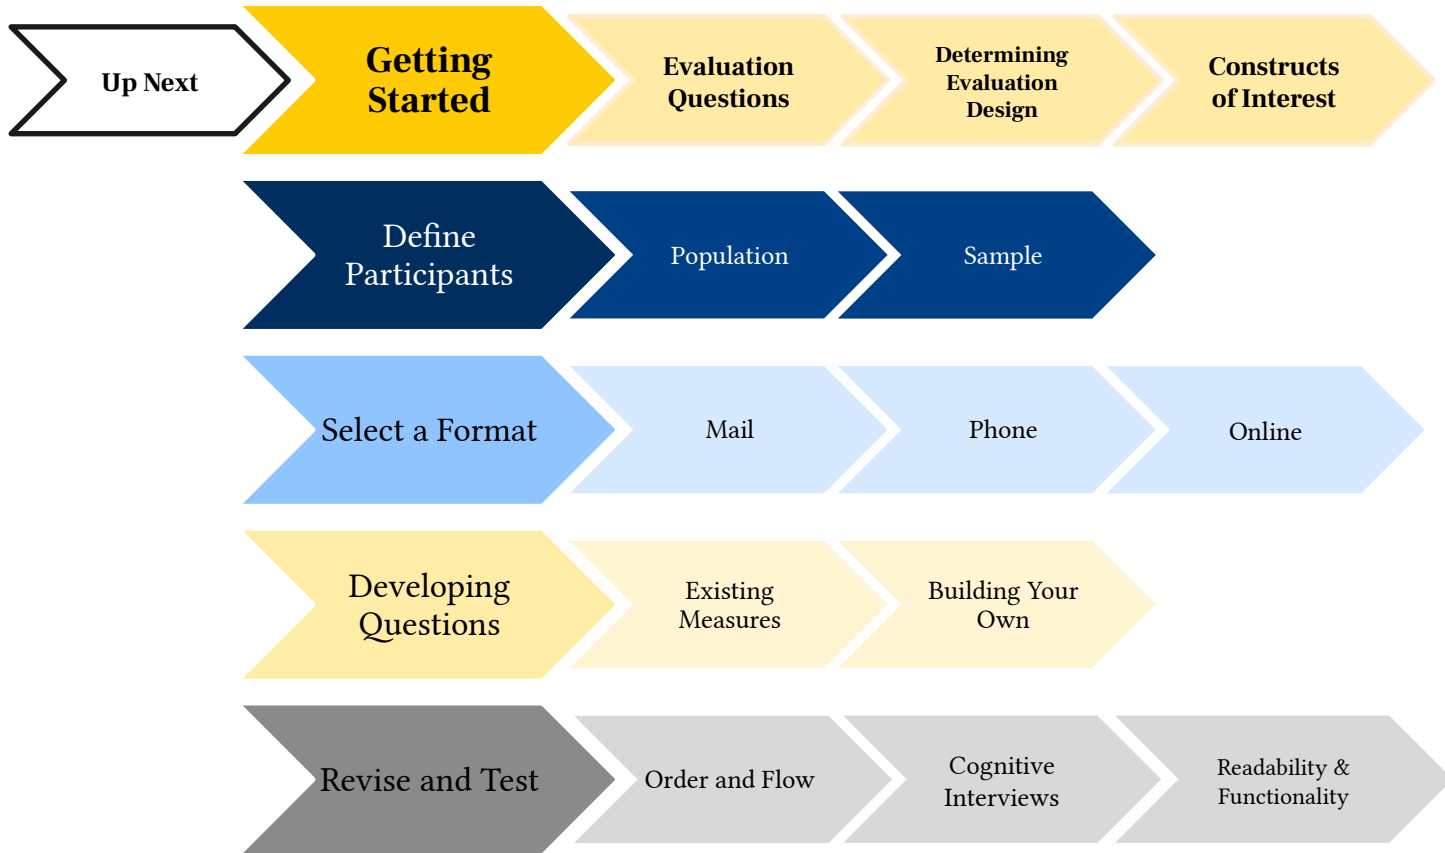 Up Next
Getting
Started
Evaluation
Questions
Determining
Evaluation
Design
Constructs
of Interest
Define
Participants
Population
Sample
Select a Format
Mail
Phone
Online
Developing
Questions
Existing
Measures
Building Your
Own
Revise and Test
Order and Flow
Cognitive
Interviews
Readability &
Functionality